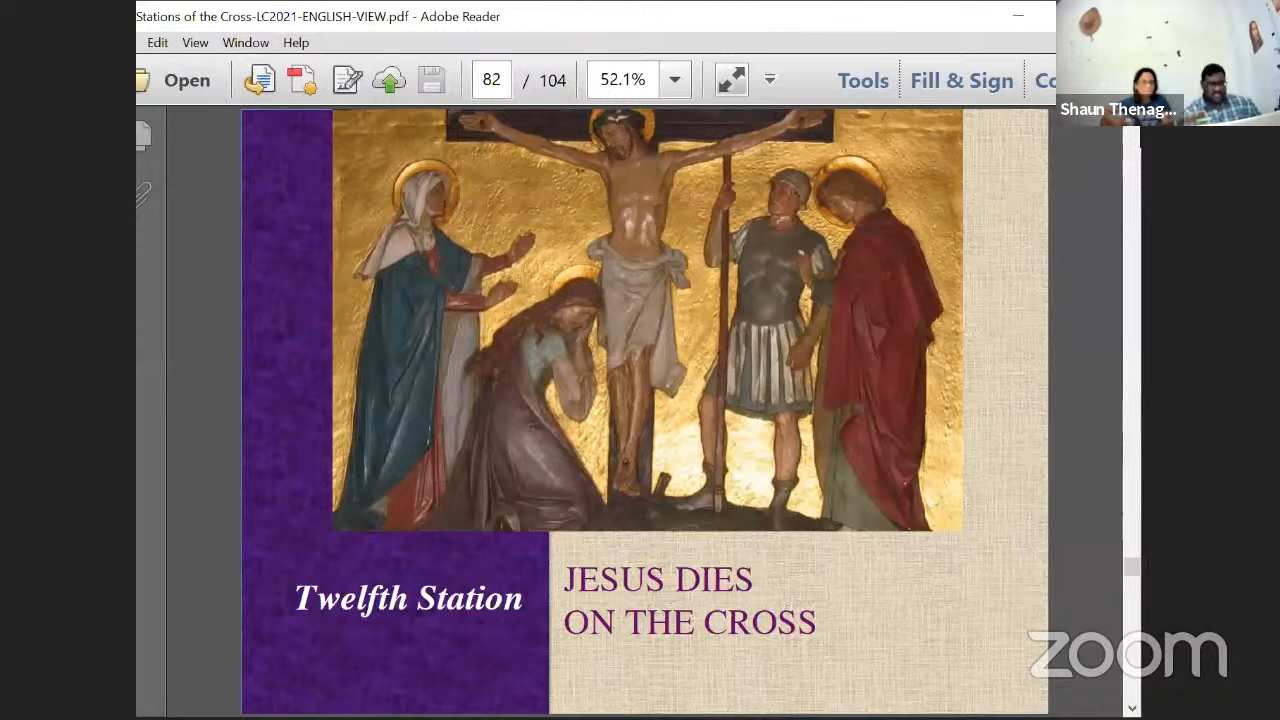 Stations of the Cross-LC2021-ENGLISH-VIEW.pdf - Adobe Reader
Edit View Window Help
Open 82 / 104 52.1% Tools Fill & Sign Co
Shaun Thenag...
Twelfth Station
JESUS DIES
ON THE CROSS
zoom